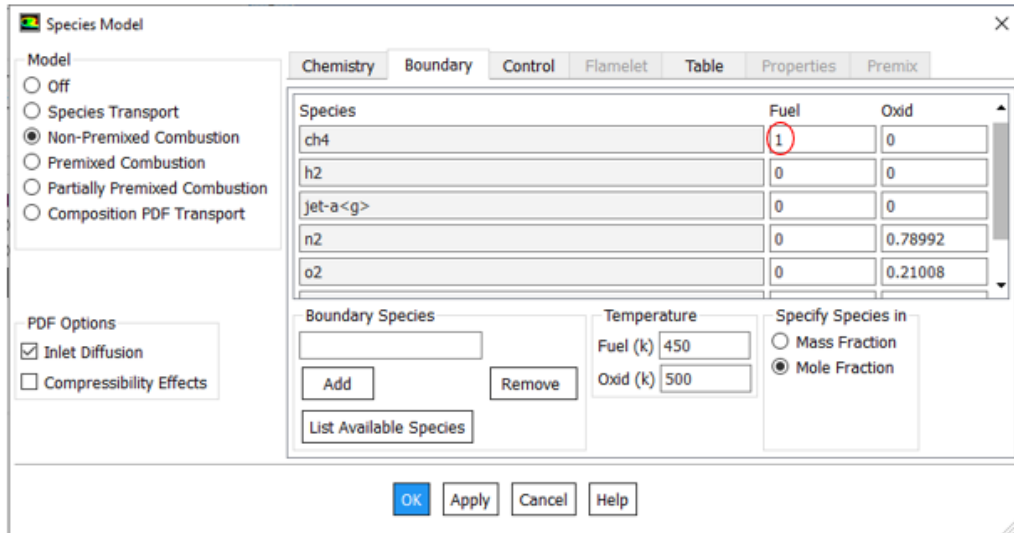 Species Model
Model
Off
Species Transport
Non-Premixed Combustion
Premixed Combustion
Partially Premixed Combustion
Composition PDF Transport
PDF Options
Inlet Diffusion
Compressibility Effects
Chemistry Boundary Control Flamelet Table Properties Premix
Species Fuel Oxid
ch4 1 0
h2 0 0
jet-a<g> 0 0
n2 0 0.78992
o2 0 0.21008
Boundary Species
Add Remove
List Available Species
Temperature
Fuel (k) 450
Oxid (k) 500
Specify Species in
Mass Fraction
Mole Fraction
OK Apply Cancel Help